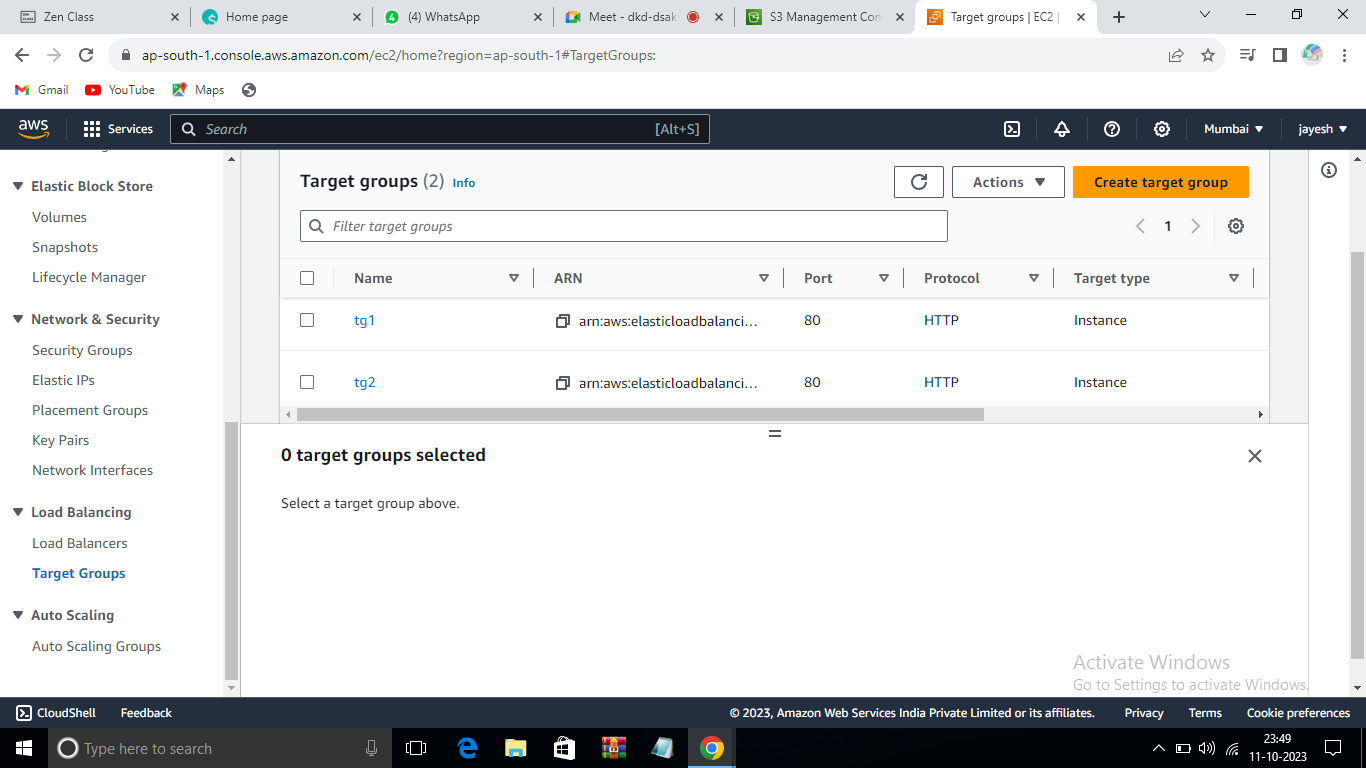 Zen Class
Home page
(4) WhatsApp
Meet - dkd-dsak
S3 Management Con
Target groups | EC2 |
ap-south-1.console.aws.amazon.com/ec2/home?region=ap-south-1#TargetGroups:
Gmail
YouTube
Maps
aws
Services
Search
[Alt+S]
Mumbai
jayesh
Elastic Block Store
Volumes
Snapshots
Lifecycle Manager
Network & Security
Security Groups
Elastic IPs
Placement Groups
Key Pairs
Network Interfaces
Load Balancing
Load Balancers
Target Groups
Auto Scaling
Auto Scaling Groups
Target groups (2) Info
Actions
Create target group
Filter target groups
1
Name ARN Port Protocol Target type
tg1 arn:aws:elasticloadbalanci... 80 HTTP Instance
tg2 arn:aws:elasticloadbalanci... 80 HTTP Instance
0 target groups selected
Select a target group above.
Activate Windows
Go to Settings to activate Windows.
CloudShell
Feedback
© 2023, Amazon Web Services India Private Limited or its affiliates.
Privacy
Terms
Cookie preferences
Type here to search
23:49
11-10-2023